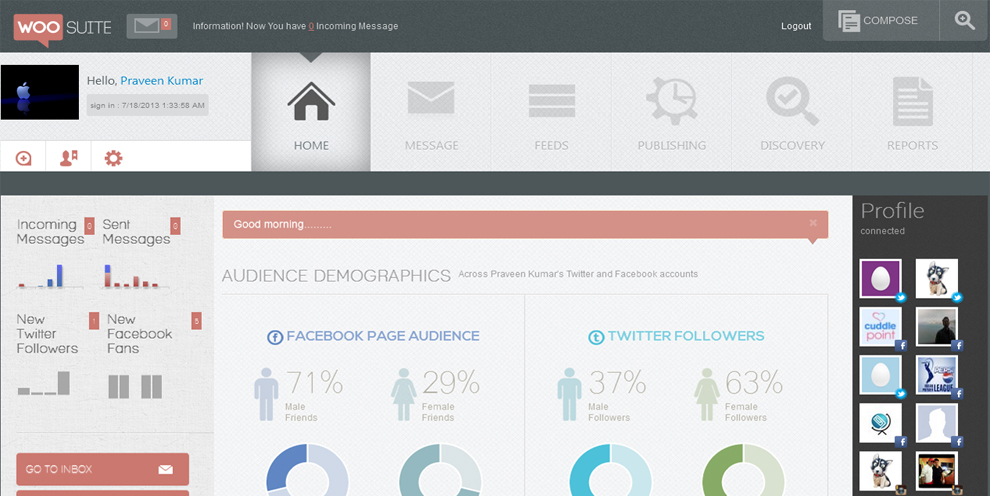 WOO SUITE
0
Information! Now You have 0 Incoming Message
Logout
COMPOSE
Hello, Praveen Kumar
sign in : 7/18/2013 1:33:58 AM
HOME
MESSAGE
FEEDS
PUBLISHING
DISCOVERY
REPORTS
Incoming
Messages
0
Sent
Messages
0
New
Twitter
Followers
1
New
Facebook
Fans
5
GO TO INBOX
Good morning.........
AUDIENCE DEMOGRAPHICS Across Praveen Kumar's Twitter and Facebook accounts
FACEBOOK PAGE AUDIENCE
71%
Male
Friends
29%
Female
Friends
TWITTER FOLLOWERS
37%
Male
Followers
63%
Female
Followers
Profile
connected
cuddle
point
PEPSI
LEAGUE